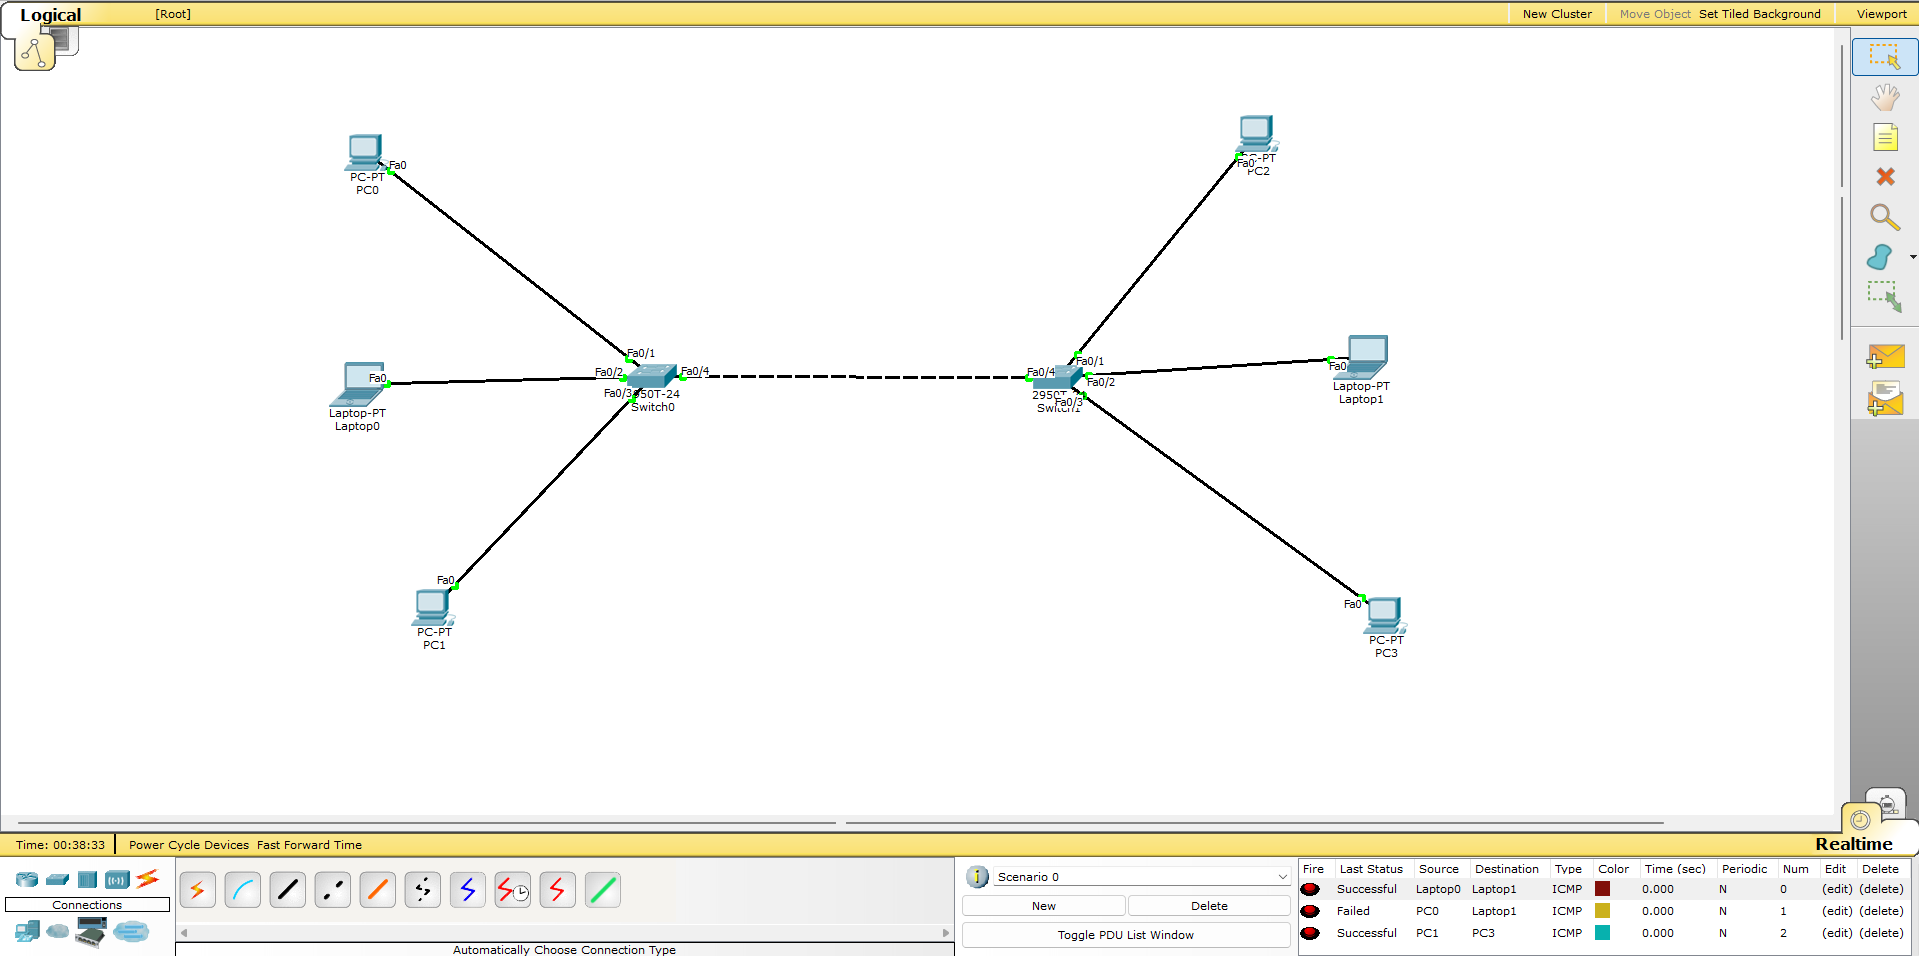 Logical [Root] New Cluster Move Object Set Tiled Background Viewport
Fa0
PC-PT
PC0
Fa0
PC-PT
PC2
Fa0/1
Fa0/2
Fa0/4
Fa0/3
2950T-24
Switch0
Fa0
Laptop-PT
Laptop0
Fa0/1
Fa0/4
Fa0/2
Fa0/3
2950T
Switch1
Fa0
Laptop-PT
Laptop1
Fa0
PC-PT
PC1
Fa0
PC-PT
PC3
Time: 00:38:33 Power Cycle Devices Fast Forward Time Realtime
Connections
Automatically Choose Connection Type
Scenario 0
New Delete
Toggle PDU List Window
Fire Last Status Source Destination Type Color Time (sec) Periodic Num Edit Delete
Successful Laptop0 Laptop1 ICMP 0.000 N 0 (edit) (delete)
Failed PC0 Laptop1 ICMP 0.000 N 1 (edit) (delete)
Successful PC1 PC3 ICMP 0.000 N 2 (edit) (delete)